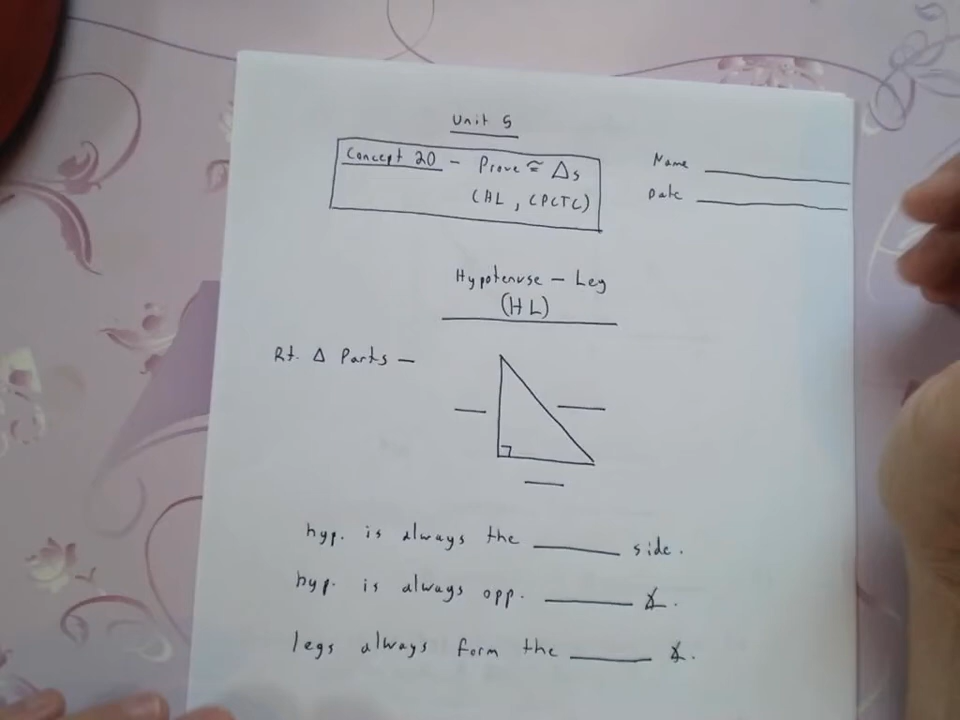 Unit 5
Concept 20 - Prove ≅ Δs
(HL, CPCTC)
Name
Date
Hypotenuse - Leg
(HL)
Rt. Δ Parts -
hyp. is always the ______ side.
hyp. is always opp. ______ ∡.
legs always form the ______ ∡.